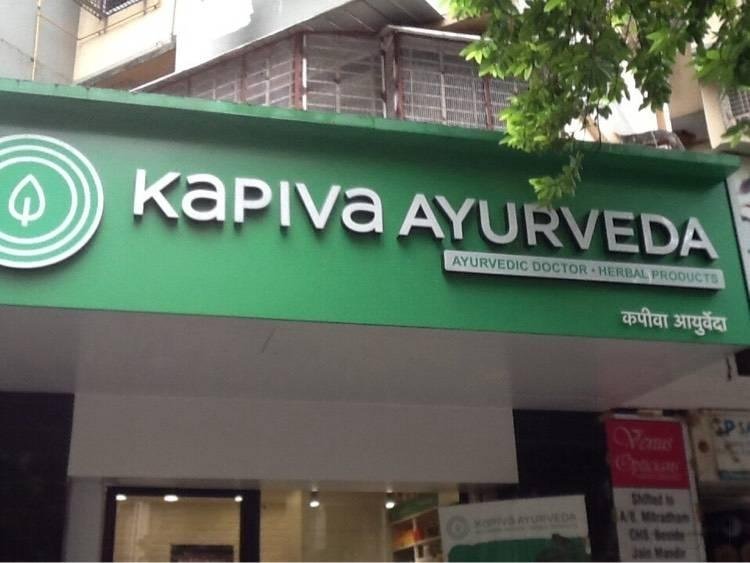 KaPIVa AYURVEDA
AYURVEDIC DOCTOR • HERBAL PRODUCTS
कपीवा आयुर्वेदा
Venus
Opticians
Shifted to
A/8, Mitradham
CHS. Beside
Jain Mandir
KaPIVa AYURVEDA